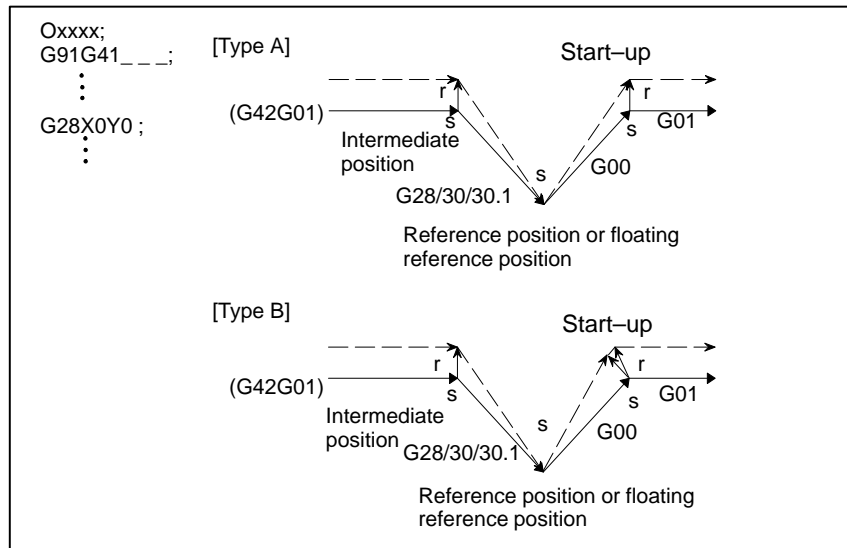 Oxxxx;
G91G41_ _ _;
G28X0Y0 ;
[Type A]
Start–up
r
r
(G42G01)
s
s
G01
Intermediate
position
s
G00
G28/30/30.1
Reference position or floating
reference position
[Type B]
Start–up
r
r
(G42G01)
s
s
G01
Intermediate
position
s
G00
G28/30/30.1
Reference position or floating
reference position